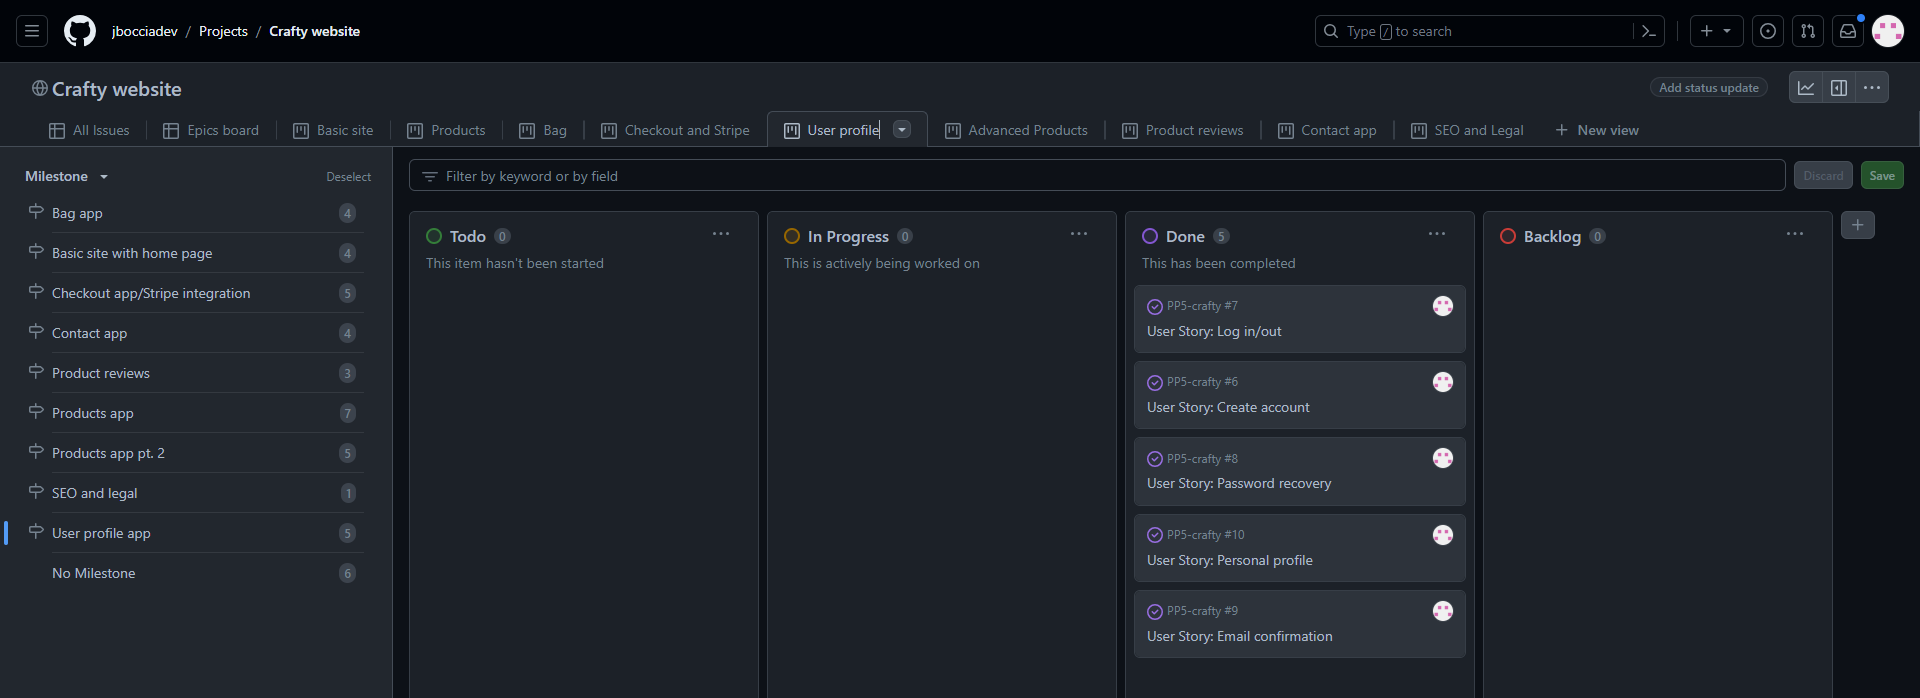 jbocciadev / Projects / Crafty website
Type / to search
Crafty website
Add status update
All Issues
Epics board
Basic site
Products
Bag
Checkout and Stripe
User profile
Advanced Products
Product reviews
Contact app
SEO and Legal
New view
Milestone
Deselect
Bag app 4
Basic site with home page 4
Checkout app/Stripe integration 5
Contact app 4
Product reviews 3
Products app 7
Products app pt. 2 5
SEO and legal 1
User profile app 5
No Milestone 6
Filter by keyword or by field
Discard
Save
Todo 0
This item hasn't been started
In Progress 0
This is actively being worked on
Done 5
This has been completed
PP5-crafty #7
User Story: Log in/out
PP5-crafty #6
User Story: Create account
PP5-crafty #8
User Story: Password recovery
PP5-crafty #10
User Story: Personal profile
PP5-crafty #9
User Story: Email confirmation
Backlog 0